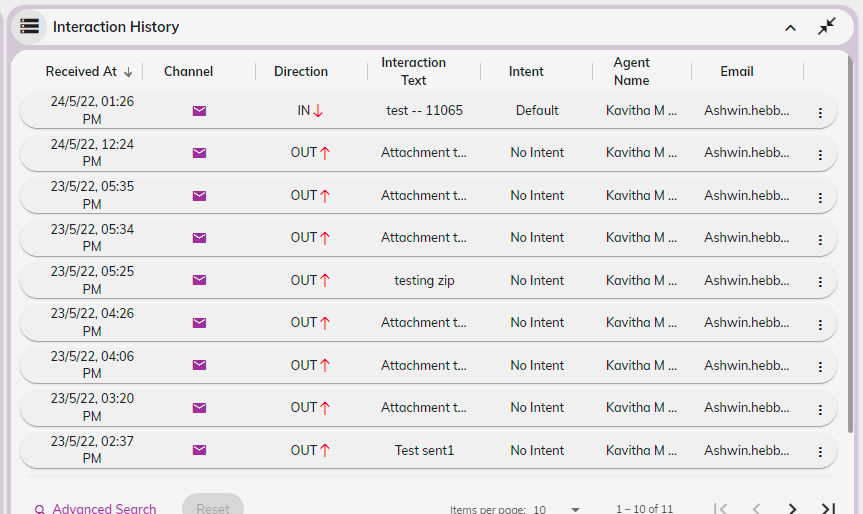 Interaction History
Received At Channel Direction Interaction Text Intent Agent Name Email
24/5/22, 01:26 PM IN test -- 11065 Default Kavitha M ... Ashwin.hebb...
24/5/22, 12:24 PM OUT Attachment t... No Intent Kavitha M ... Ashwin.hebb...
23/5/22, 05:35 PM OUT Attachment t... No Intent Kavitha M ... Ashwin.hebb...
23/5/22, 05:34 PM OUT Attachment t... No Intent Kavitha M ... Ashwin.hebb...
23/5/22, 05:25 PM OUT testing zip No Intent Kavitha M ... Ashwin.hebb...
23/5/22, 04:26 PM OUT Attachment t... No Intent Kavitha M ... Ashwin.hebb...
23/5/22, 04:06 PM OUT Attachment t... No Intent Kavitha M ... Ashwin.hebb...
23/5/22, 03:20 PM OUT Attachment t... No Intent Kavitha M ... Ashwin.hebb...
23/5/22, 02:37 PM OUT Test sent1 No Intent Kavitha M ... Ashwin.hebb...
Advanced Search Reset Items per page: 10 1 – 10 of 11